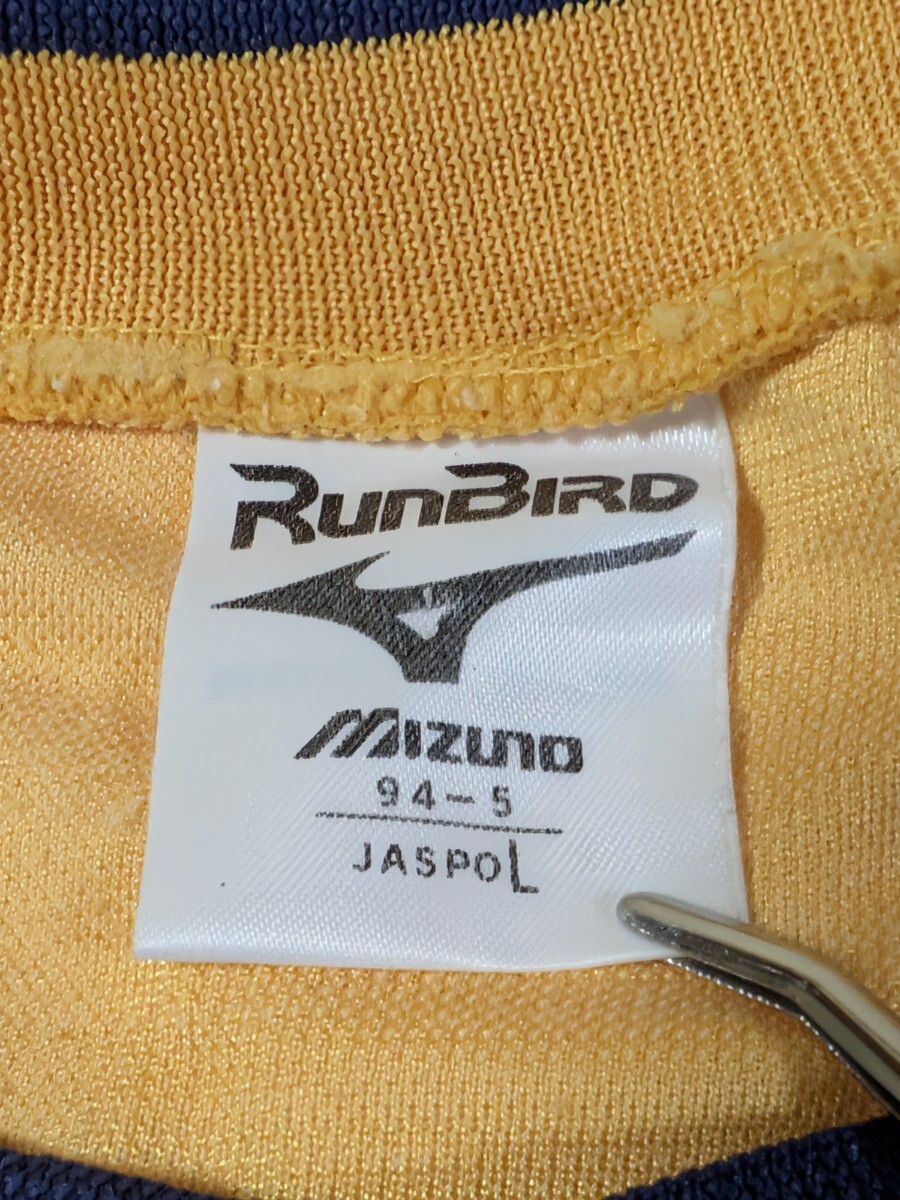 RunBIRD
MIZUNO
94-5
JASPO L